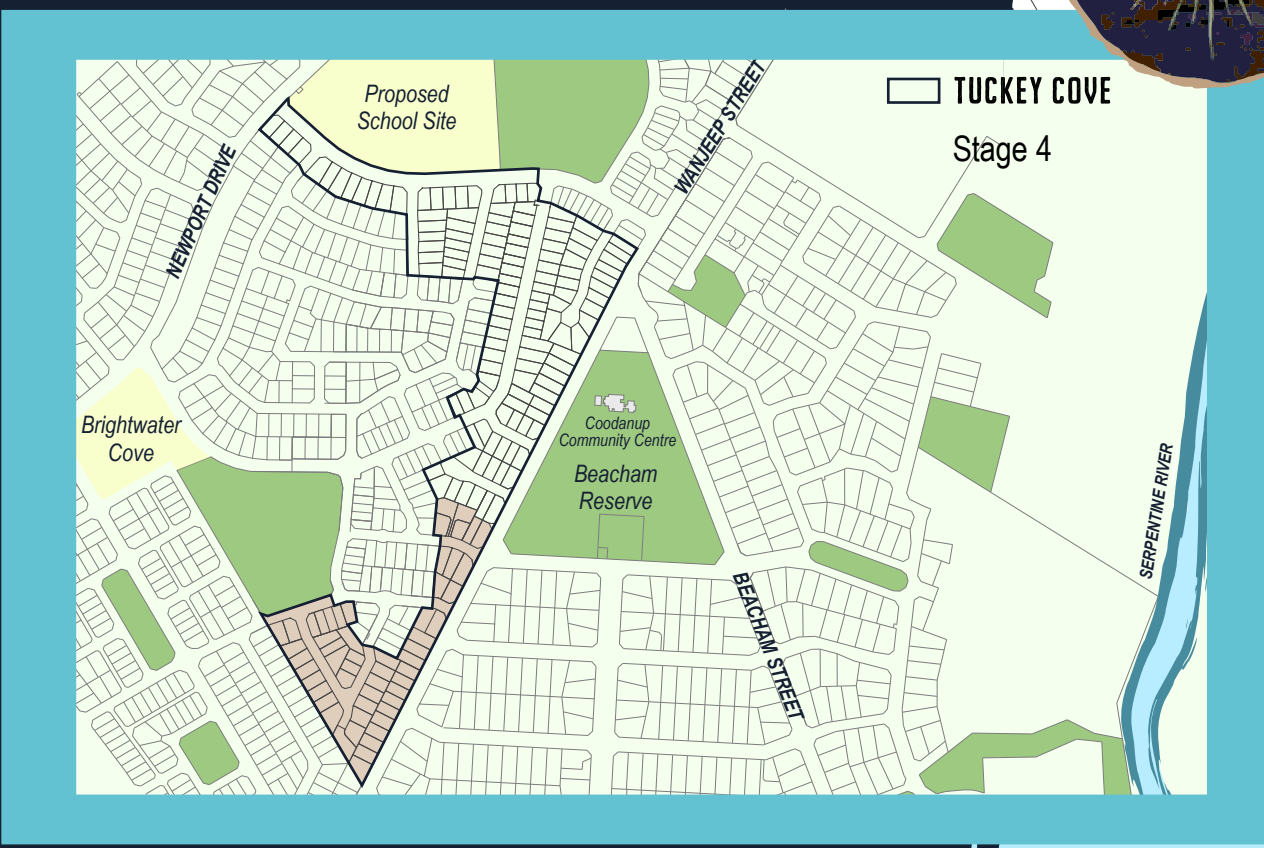 TUCKEY COVE
Stage 4
Proposed
School Site
WANJEEP STREET
NEWPORT DRIVE
Brightwater
Cove
Coodanup
Community Centre
Beacham
Reserve
SERPENTINE RIVER
BEACHAM STREET